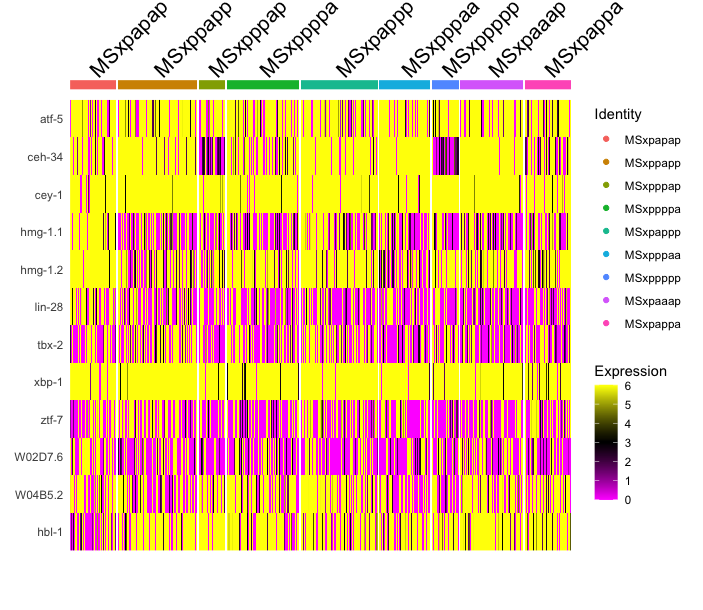 MSxpapap
MSxppapp
MSxpppap
MSxppppa
MSxpappp
MSxpppaa
MSxppppp
MSxpaaap
MSxpappa
atf-5
ceh-34
cey-1
hmg-1.1
hmg-1.2
lin-28
tbx-2
xbp-1
ztf-7
W02D7.6
W04B5.2
hbl-1
Identity
MSxpapap
MSxppapp
MSxpppap
MSxppppa
MSxpappp
MSxpppaa
MSxppppp
MSxpaaap
MSxpappa
Expression
6
5
4
3
2
1
0